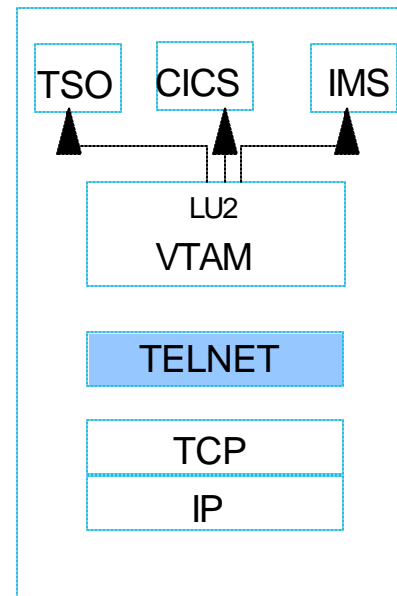 TSO CICS IMS
LU2
VTAM
TELNET
TCP
IP